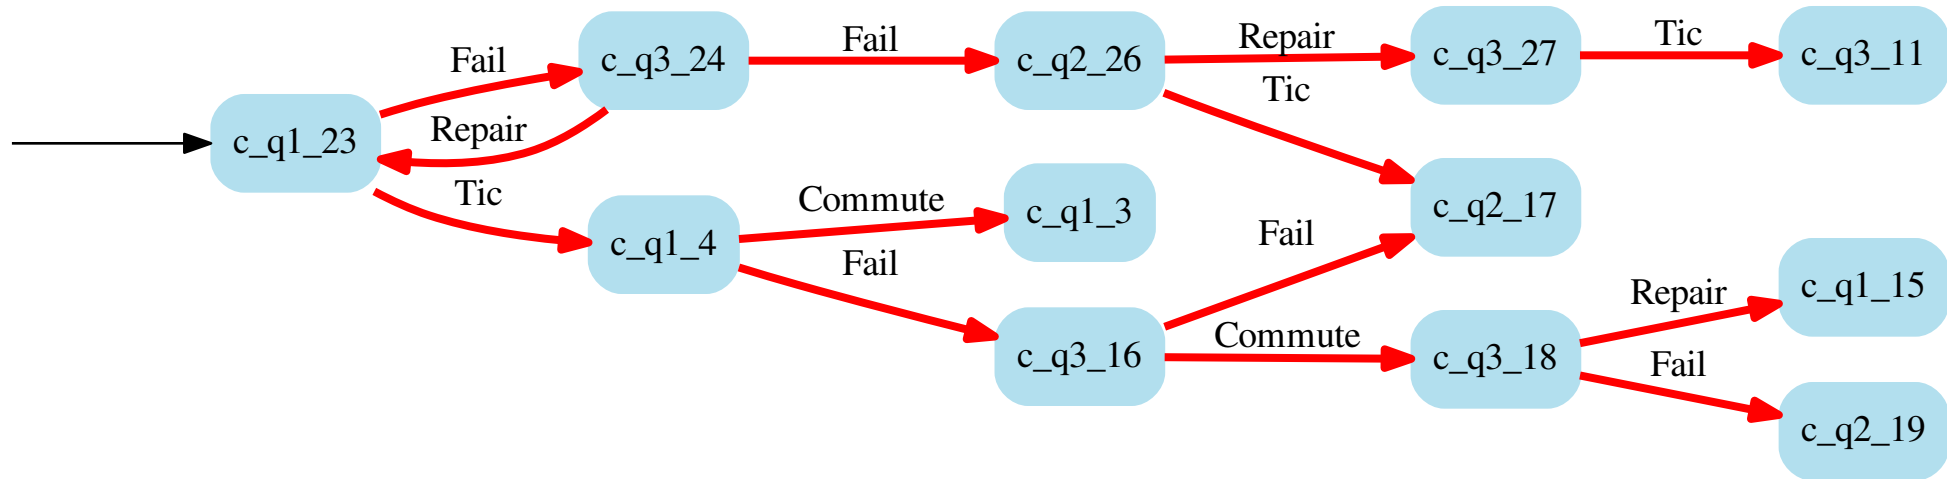 c_q1_23
Fail
Repair
Tic
c_q3_24
c_q1_4
Fail
Commute
Fail
c_q2_26
c_q1_3
c_q3_16
Repair
Tic
Fail
Commute
c_q3_27
c_q2_17
c_q3_18
Tic
Repair
Fail
c_q3_11
c_q1_15
c_q2_19